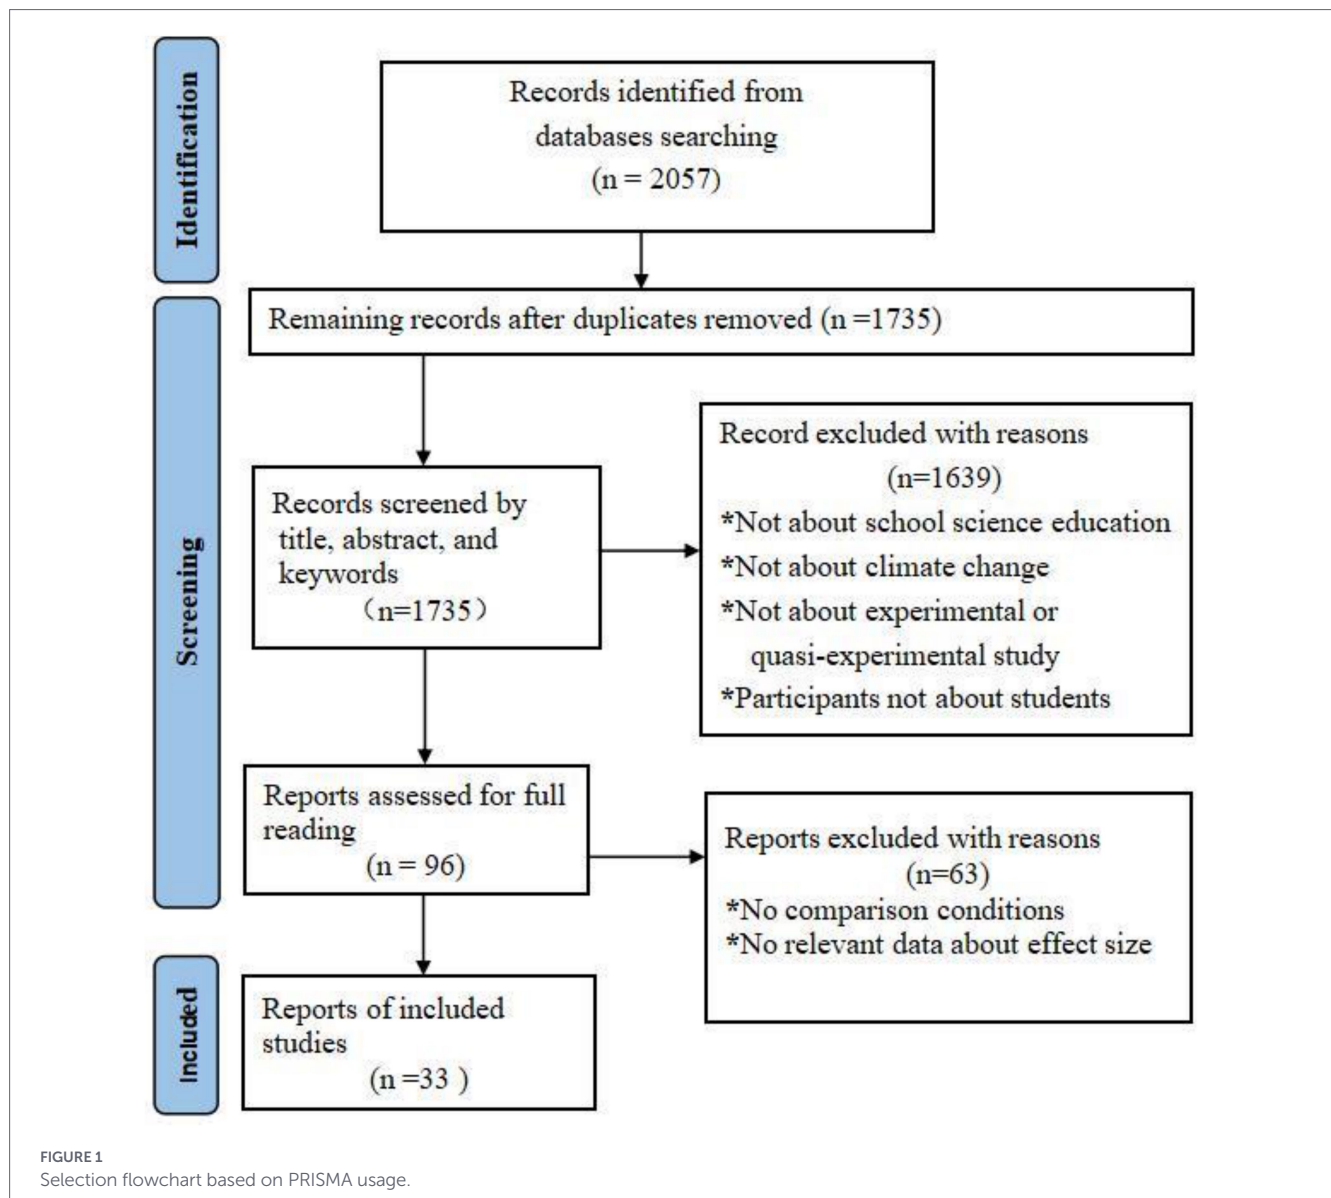 Identification
Records identified from
databases searching
(n = 2057)
Remaining records after duplicates removed (n =1735)
Screening
Records screened by
title, abstract, and
keywords
（n=1735）
Record excluded with reasons
(n=1639)
*Not about school science education
*Not about climate change
*Not about experimental or
quasi-experimental study
*Participants not about students
Reports assessed for full
reading
(n = 96)
Reports excluded with reasons
(n=63)
*No comparison conditions
*No relevant data about effect size
Included
Reports of included
studies
(n =33 )
FIGURE 1
Selection flowchart based on PRISMA usage.